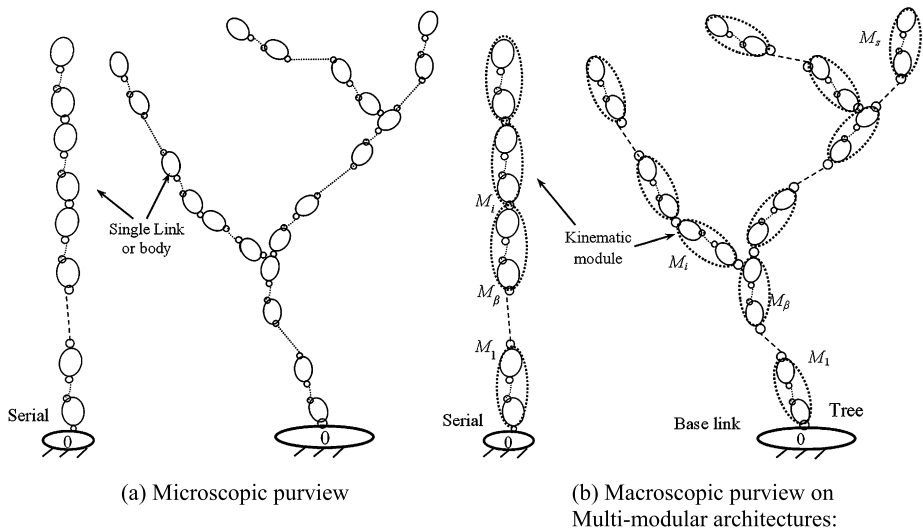 Single Link
or body
Serial
0
0
(a) Microscopic purview
M_s
M_i
Kinematic
module
M_i
M_β
M_β
M_1
M_1
Serial
Base link
Tree
0
0
(b) Macroscopic purview on
Multi-modular architectures: